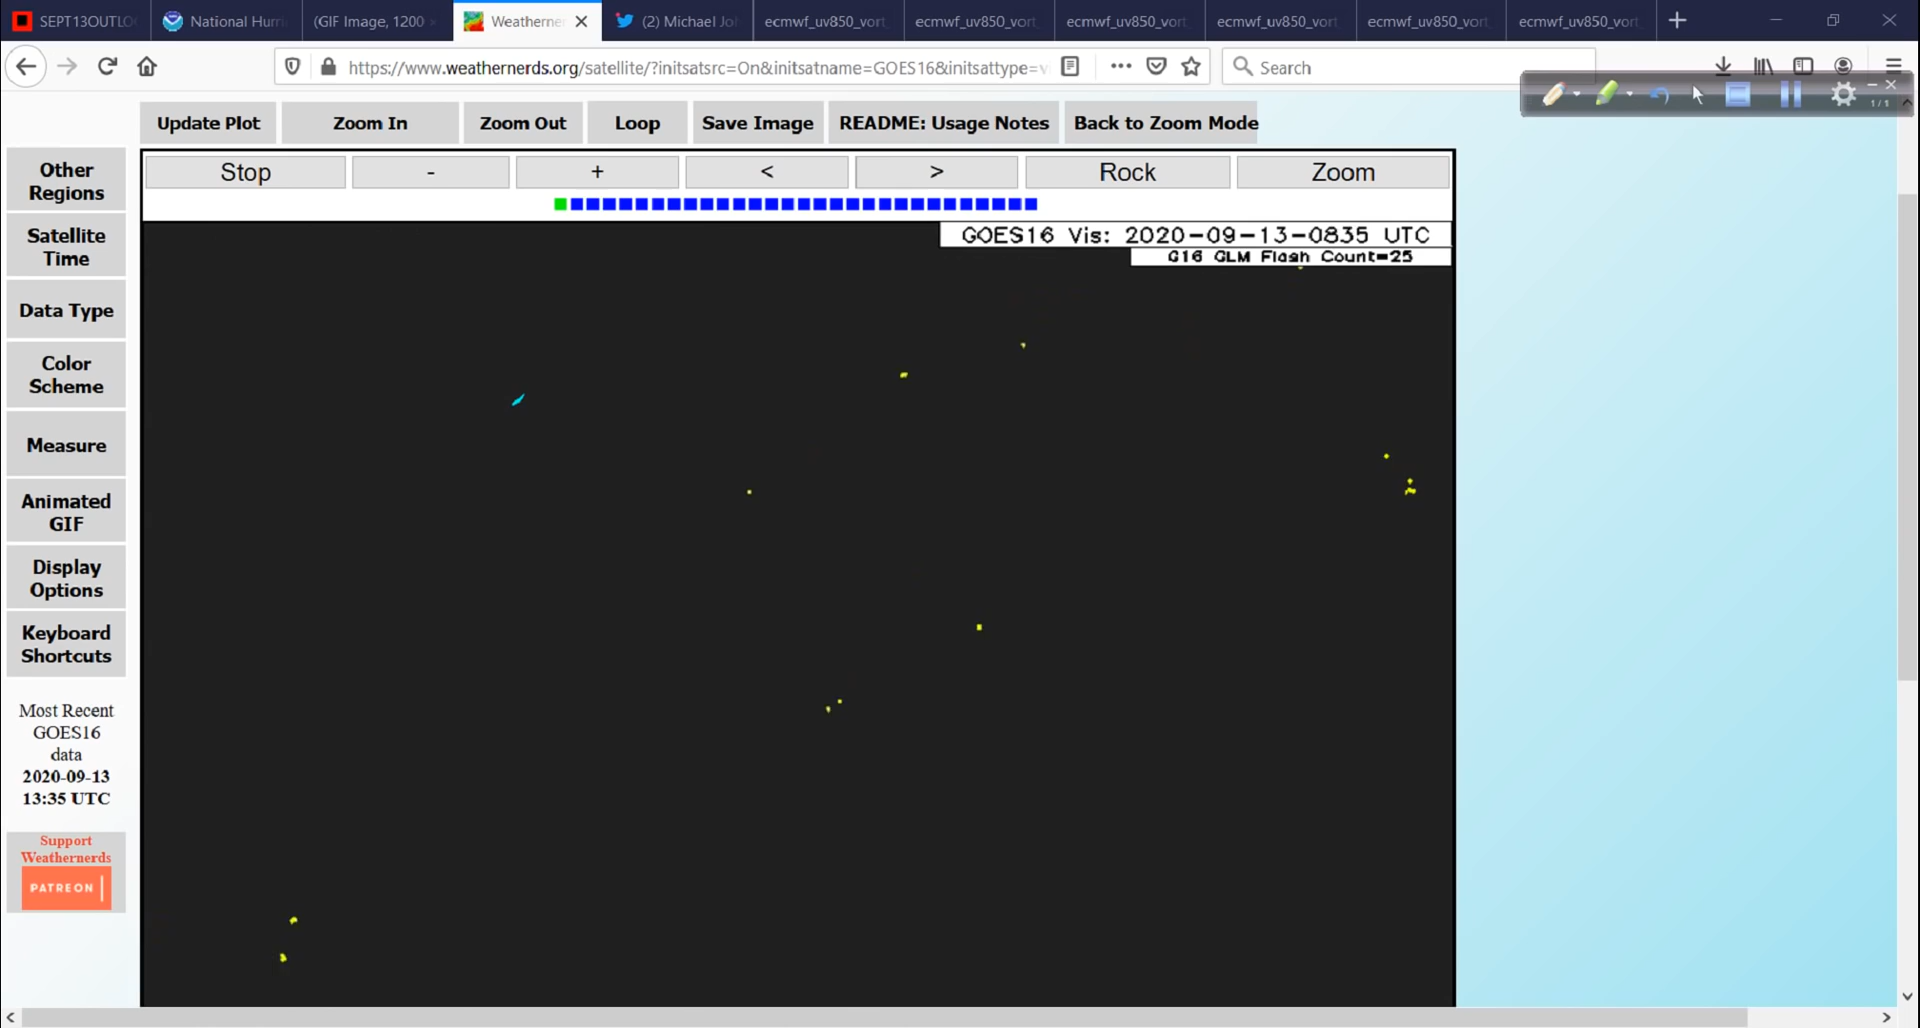 SEPT13OUTLO
National Hurri
(GIF Image, 1200
Weatherne
(2) Michael Jo
ecmwf_uv850_vort
ecmwf_uv850_vort
ecmwf_uv850_vort
ecmwf_uv850_vort
ecmwf_uv850_vort
ecmwf_uv850_vort
https://www.weathernerds.org/satellite/?initsatsrc=On&initsatname=GOES16&initsattype=v
Search
1/1
Update Plot
Zoom In
Zoom Out
Loop
Save Image
README: Usage Notes
Back to Zoom Mode
Stop
-
+
<
>
Rock
Zoom
GOES16 Vis: 2020-09-13-0835 UTC
G16 GLM Flash Count=25
Other
Regions
Satellite
Time
Data Type
Color
Scheme
Measure
Animated
GIF
Display
Options
Keyboard
Shortcuts
Most Recent
GOES16
data
2020-09-13
13:35 UTC
Support
Weathernerds
PATREON